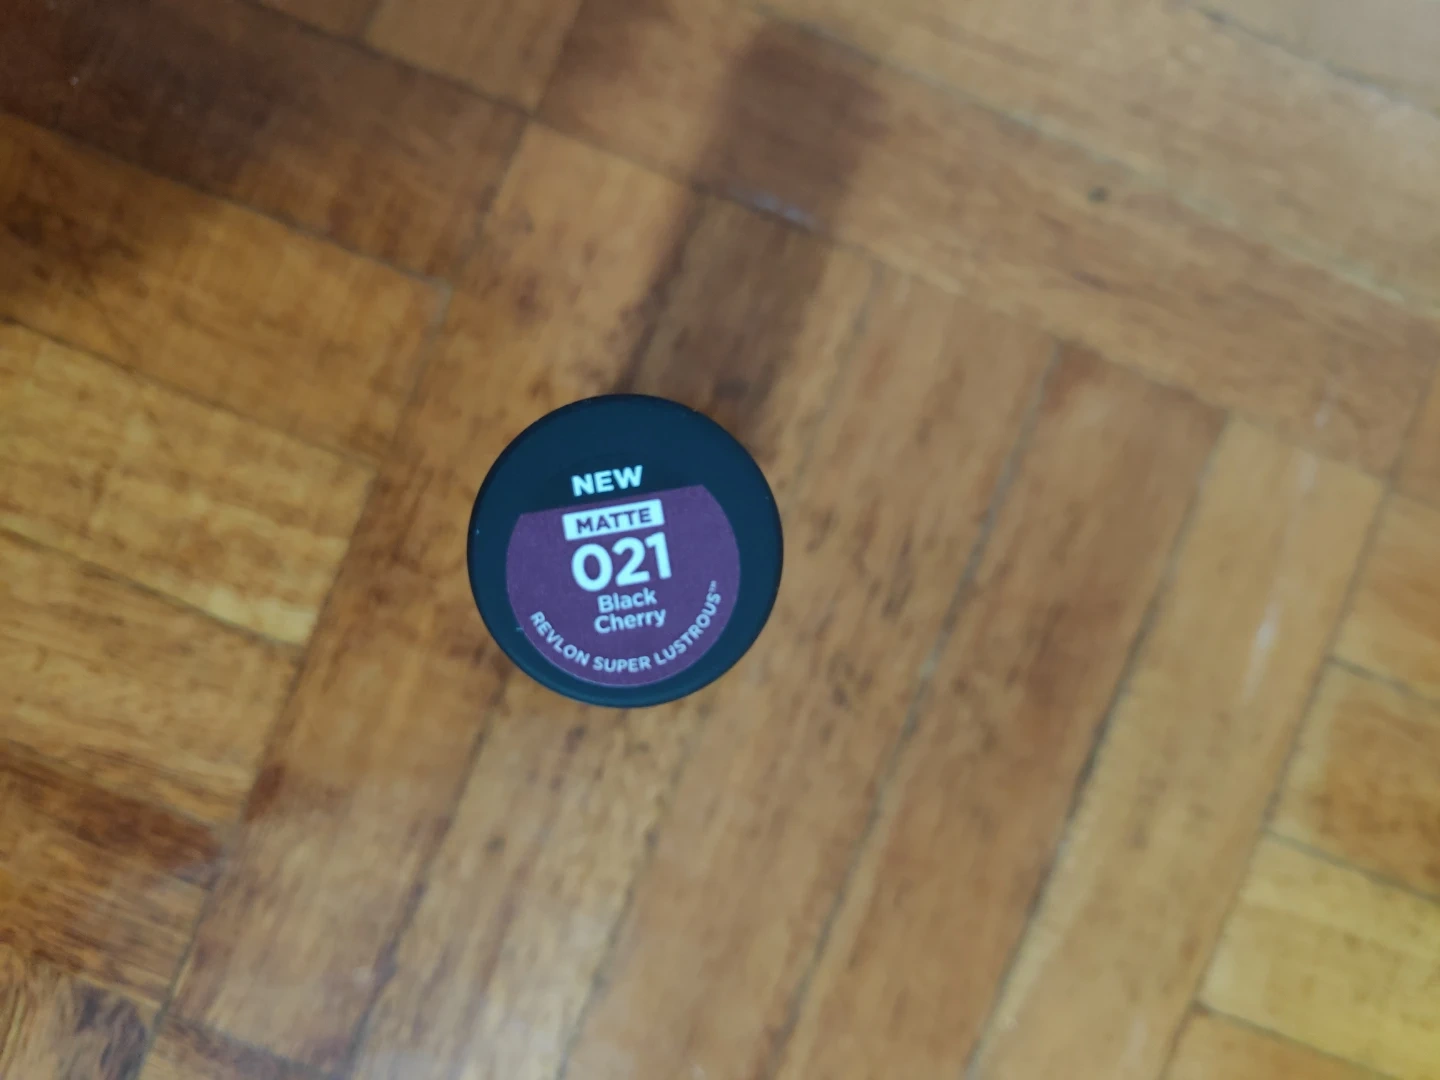 NEW
MATTE
021
Black
Cherry
REVLON SUPER LUSTROUS™